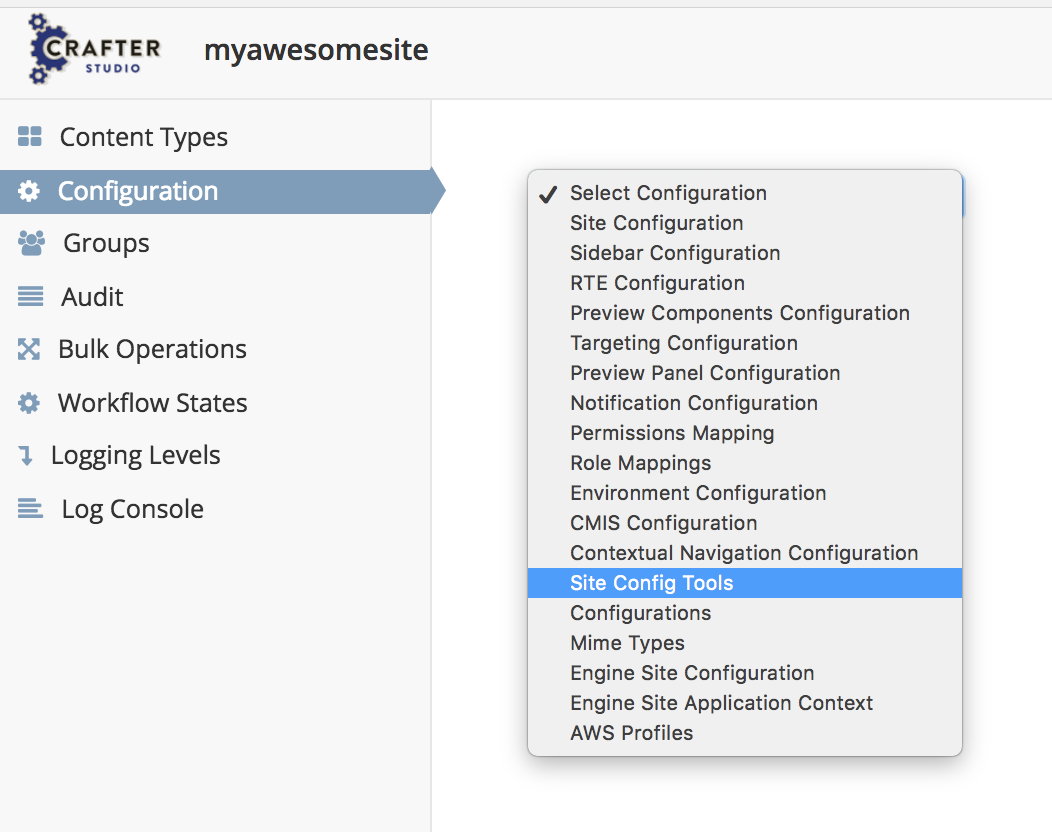 CRAFTER
STUDIO
myawesomesite
Content Types
Configuration
Groups
Audit
Bulk Operations
Workflow States
Logging Levels
Log Console
Select Configuration
Site Configuration
Sidebar Configuration
RTE Configuration
Preview Components Configuration
Targeting Configuration
Preview Panel Configuration
Notification Configuration
Permissions Mapping
Role Mappings
Environment Configuration
CMIS Configuration
Contextual Navigation Configuration
Site Config Tools
Configurations
Mime Types
Engine Site Configuration
Engine Site Application Context
AWS Profiles